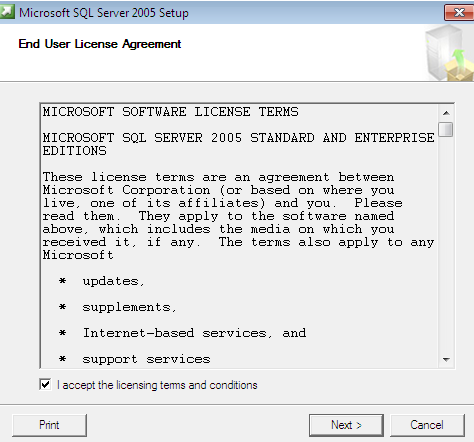 Microsoft SQL Server 2005 Setup
End User License Agreement
MICROSOFT SOFTWARE LICENSE TERMS
MICROSOFT SQL SERVER 2005 STANDARD AND ENTERPRISE
EDITIONS
These license terms are an agreement between
Microsoft Corporation (or based on where you
live, one of its affiliates) and you.  Please
read them.  They apply to the software named
above, which includes the media on which you
received it, if any.  The terms also apply to any
Microsoft
*  updates,
*  supplements,
*  Internet-based services, and
*  support services
I accept the licensing terms and conditions
Print
Next >
Cancel